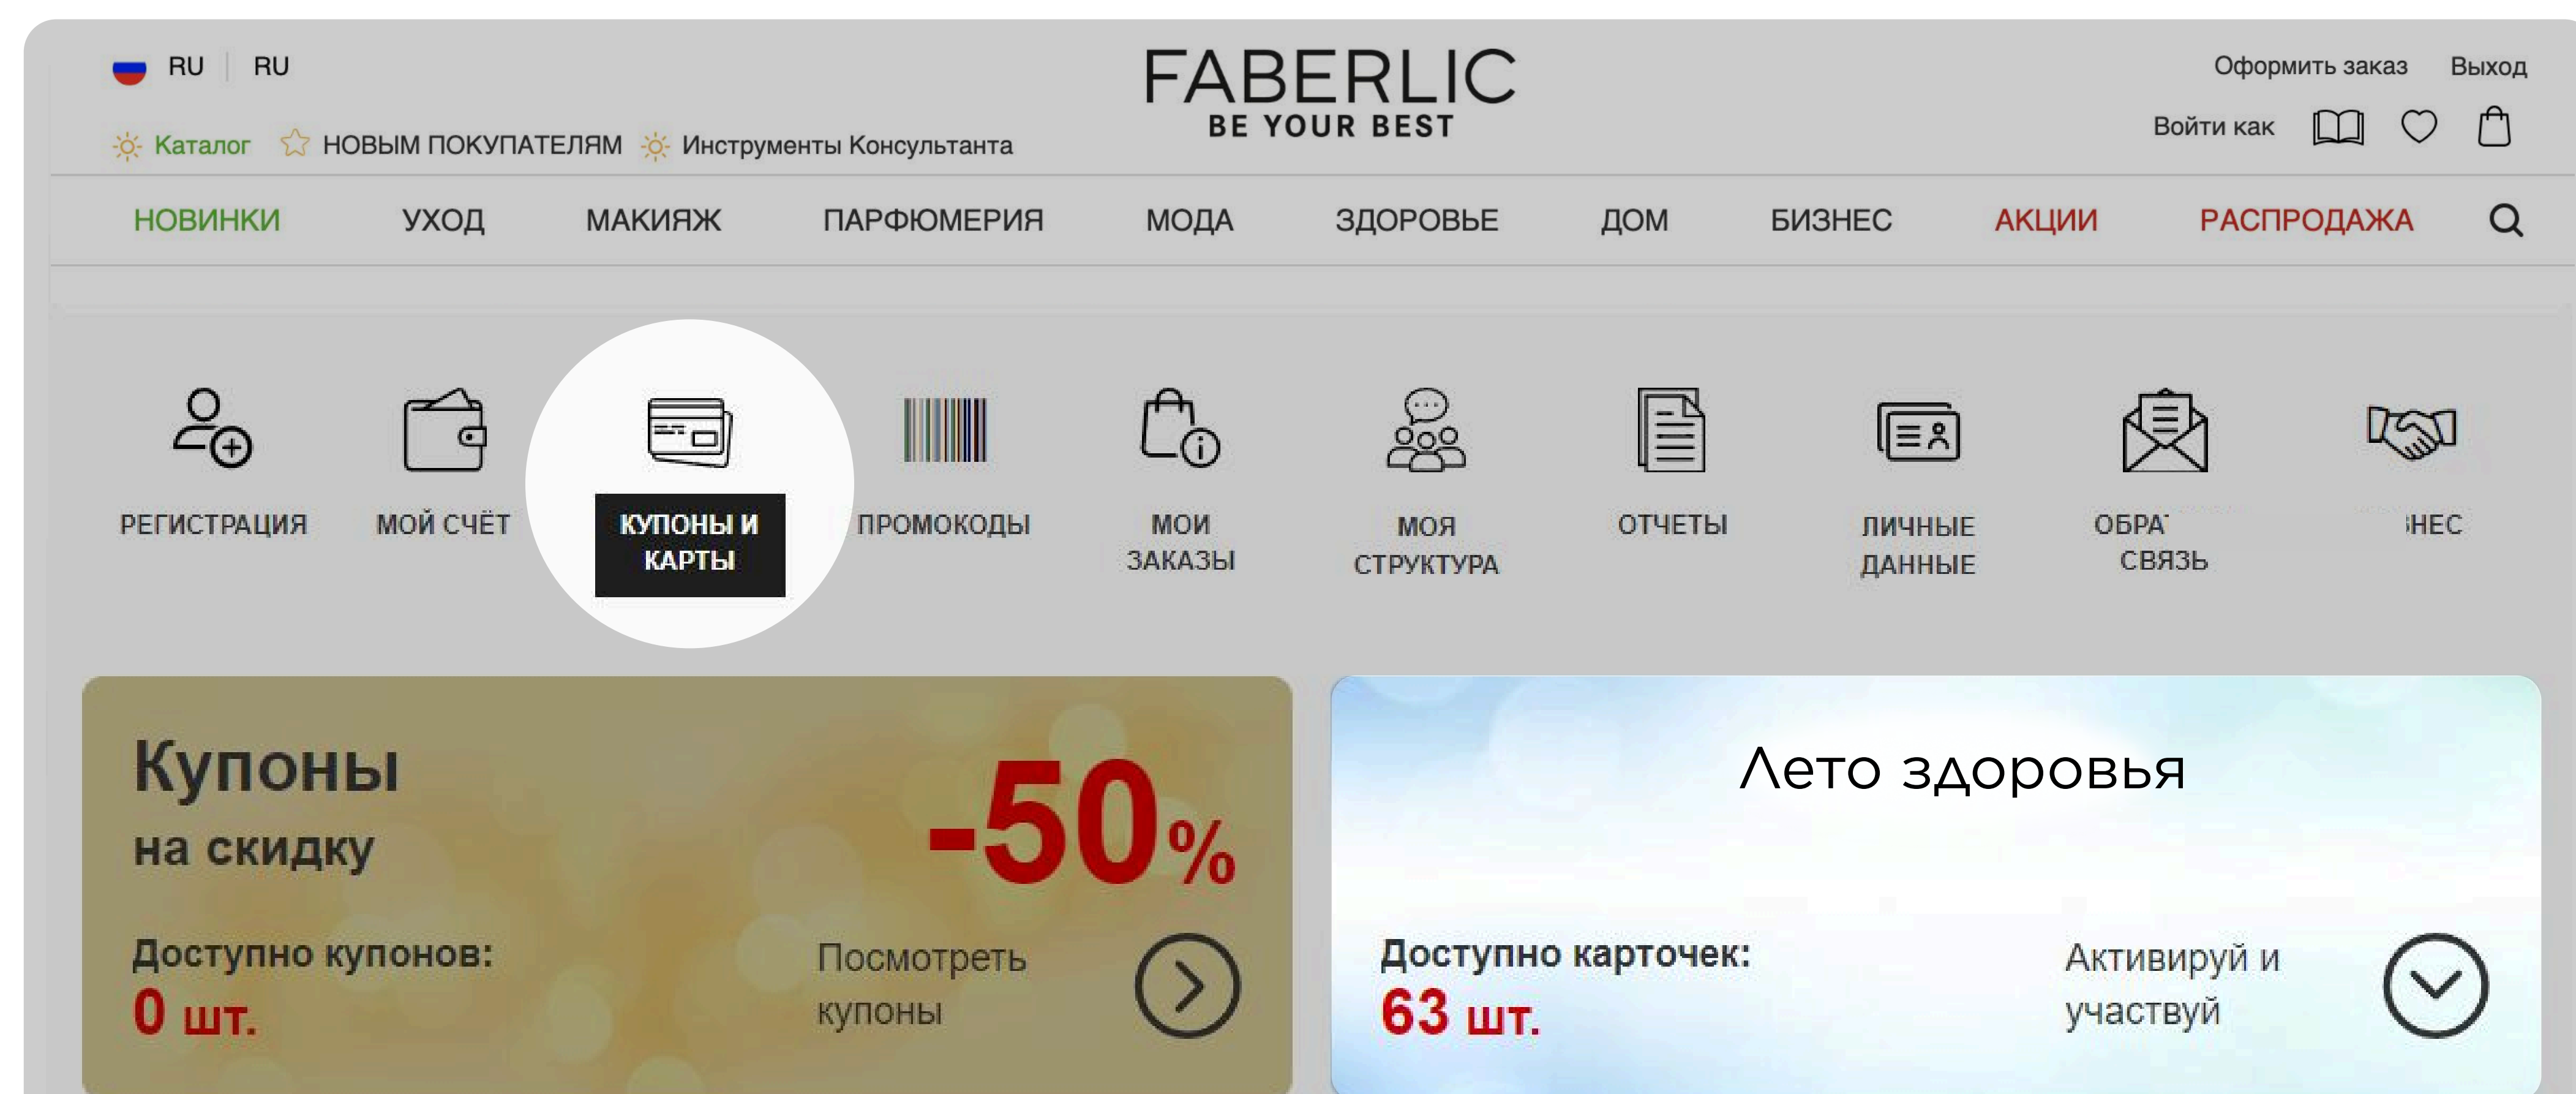 RU RU
FABERLIC
BE YOUR BEST
Оформить заказ Выход
Войти как
Каталог НОВЫМ ПОКУПАТЕЛЯМ Инструменты Консультанта
НОВИНКИ УХОД МАКИЯЖ ПАРФЮМЕРИЯ МОДА ЗДОРОВЬЕ ДОМ БИЗНЕС АКЦИИ РАСПРОДАЖА
РЕГИСТРАЦИЯ
МОЙ СЧЁТ
КУПОНЫ И
КАРТЫ
ПРОМОКОДЫ
МОИ
ЗАКАЗЫ
МОЯ
СТРУКТУРА
ОТЧЕТЫ
ЛИЧНЫЕ
ДАННЫЕ
СВЯЗЬ
Купоны
на скидку
-50%
Доступно купонов:
0 шт.
Посмотреть
купоны
Лето здоровья
Доступно карточек:
63 шт.
Активируй и
участвуй